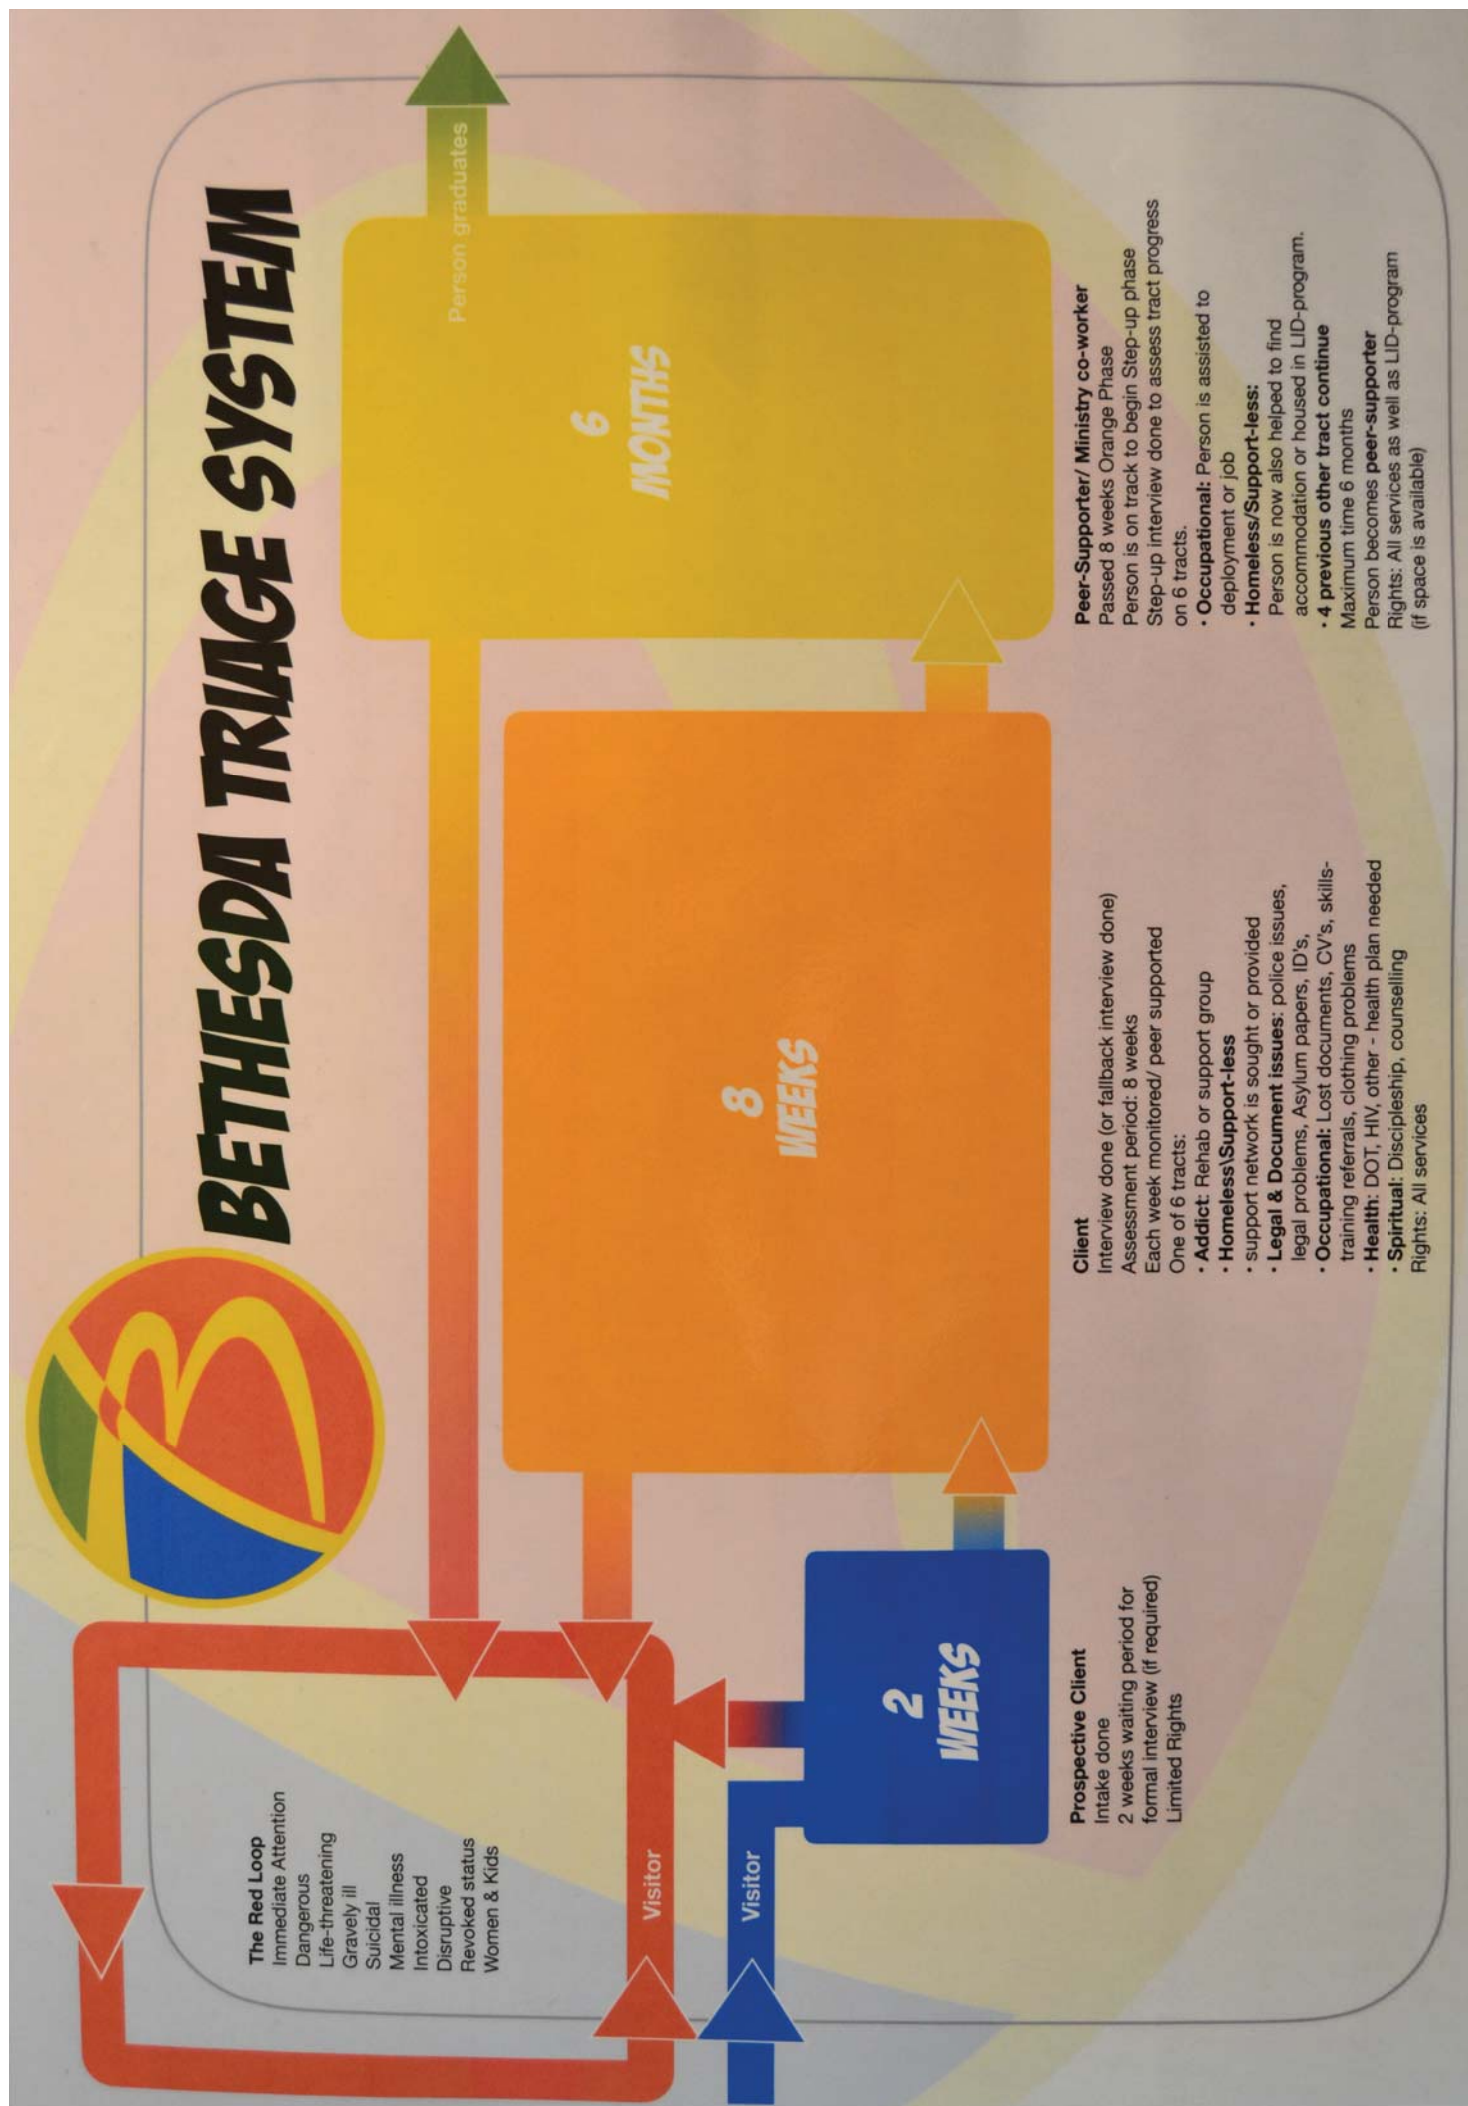 BETHESDA TRIAGE SYSTEM
The Red Loop
Immediate Attention
Dangerous
Life-threatening
Gravely ill
Suicidal
Mental illness
Intoxicated
Disruptive
Revoked status
Women & Kids
Visitor
Visitor
2
WEEKS
8
WEEKS
6
MONTHS
Person graduates
Prospective Client
Intake done
2 weeks waiting period for
formal interview (if required)
Limited Rights
Client
Interview done (or fallback interview done)
Assessment period: 8 weeks
Each week monitored/ peer supported
One of 6 tracts:
• Addict: Rehab or support group
• Homeless\Support-less
• support network is sought or provided
• Legal & Document issues: police issues,
legal problems, Asylum papers, ID's,
• Occupational: Lost documents, CV's, skills-
training referrals, clothing problems
• Health: DOT, HIV, other - health plan needed
• Spiritual: Discipleship, counselling
Rights: All services
Peer-Supporter/ Ministry co-worker
Passed 8 weeks Orange Phase
Person is on track to begin Step-up phase
Step-up interview done to assess tract progress
on 6 tracts.
• Occupational: Person is assisted to
deployment or job
• Homeless/Support-less:
Person is now also helped to find
accommodation or housed in LID-program.
• 4 previous other tract continue
Maximum time 6 months
Person becomes peer-supporter
Rights: All services as well as LID-program
(if space is available)